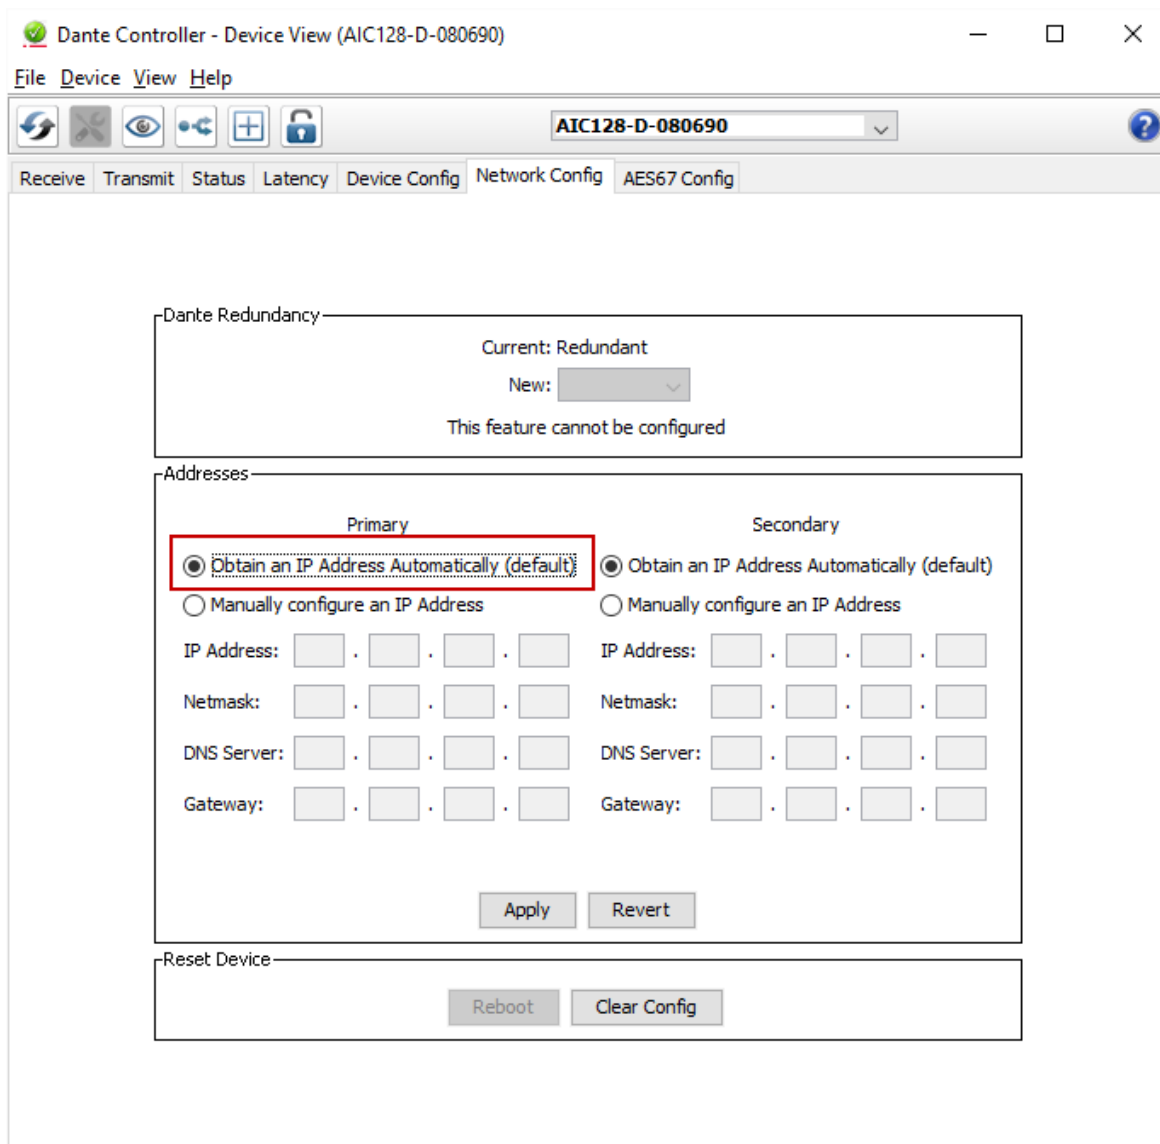 Dante Controller - Device View (AIC128-D-080690)
File Device View Help
AIC128-D-080690
?
Receive Transmit Status Latency Device Config Network Config AES67 Config
Dante Redundancy
Current: Redundant
New:
This feature cannot be configured
Addresses
Primary Secondary
Obtain an IP Address Automatically (default) Obtain an IP Address Automatically (default)
Manually configure an IP Address Manually configure an IP Address
IP Address: . . . IP Address: . . .
Netmask: . . . Netmask: . . .
DNS Server: . . . DNS Server: . . .
Gateway: . . . Gateway: . . .
Apply Revert
Reset Device
Reboot Clear Config